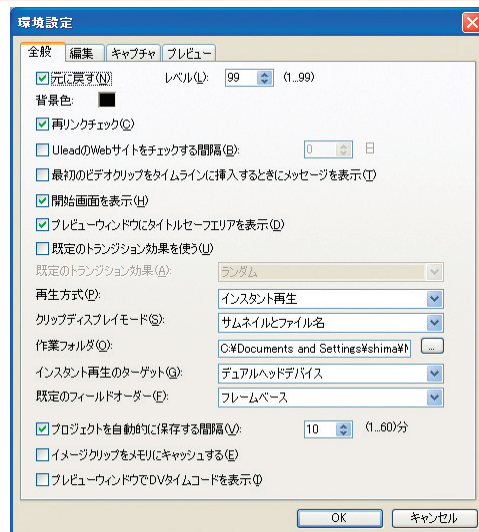 環境設定
全般 編集 キャプチャ プレビュー
元に戻す(N) レベル(L): 99 (1...99)
背景色:
再リンクチェック(C)
UleadのWebサイトをチェックする間隔(B): 0 日
最初のビデオクリップをタイムラインに挿入するときにメッセージを表示(T)
開始画面を表示(H)
プレビューウィンドウにタイトルセーフエリアを表示(D)
既定のトランジション効果を使う(U)
既定のトランジション効果(A): ランダム
再生方式(P): インスタント再生
クリップディスプレイモード(S): サムネイルとファイル名
作業フォルダ(O): C:¥Documents and Settings¥shima¥M ...
インスタント再生のターゲット(G): デュアルヘッドデバイス
既定のフィールドオーダー(F): フレームベース
プロジェクトを自動的に保存する間隔(V): 10 (1...60)分
イメージクリップをメモリにキャッシュする(E)
プレビューウィンドウでDVタイムコードを表示(I)
OK キャンセル